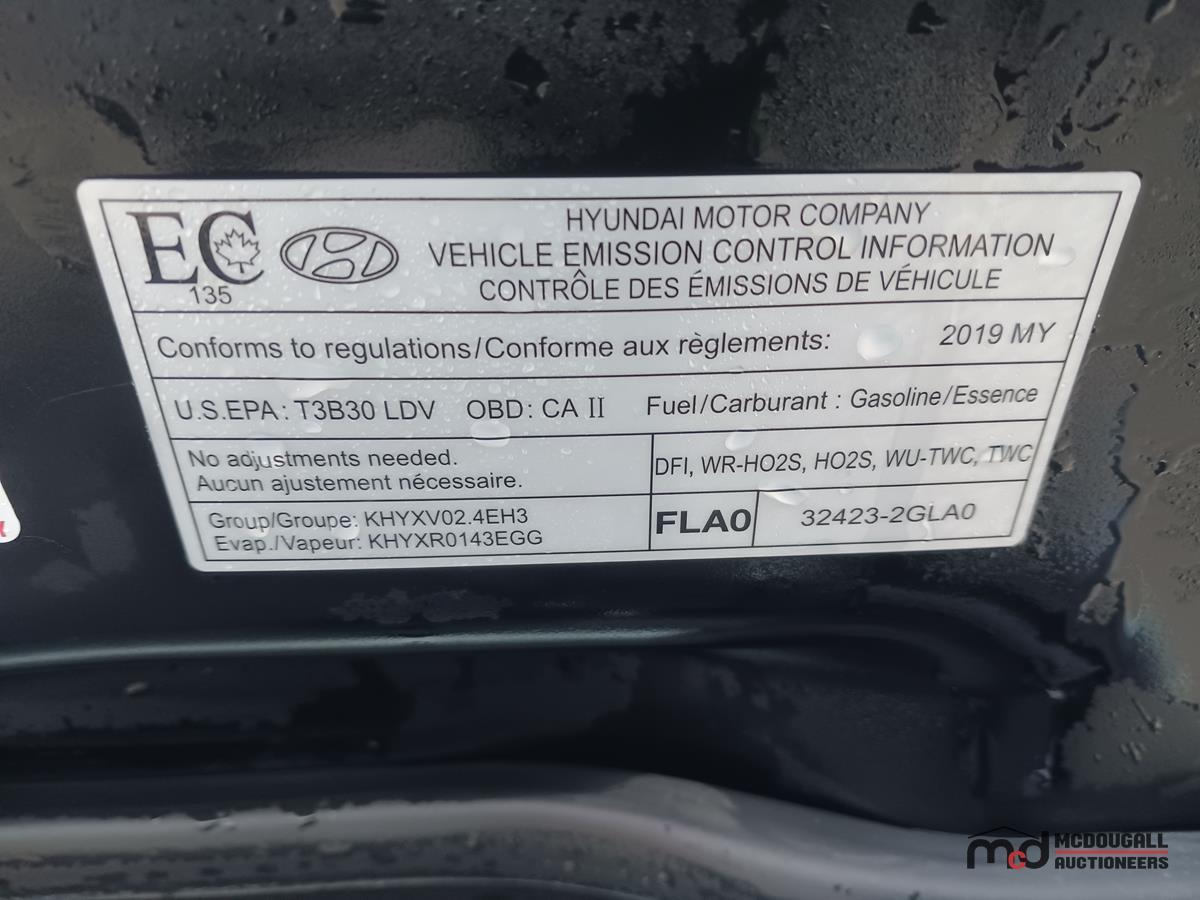 EC
135
HYUNDAI MOTOR COMPANY
VEHICLE EMISSION CONTROL INFORMATION
CONTRÔLE DES ÉMISSIONS DE VÉHICULE
Conforms to regulations/Conforme aux règlements: 2019 MY
U.S.EPA: T3B30 LDV OBD: CA II Fuel/Carburant : Gasoline/Essence
No adjustments needed.
Aucun ajustement nécessaire.
DFI, WR-HO2S, HO2S, WU-TWC, TWC
Group/Groupe: KHYXV02.4EH3
Evap./Vapeur: KHYXR0143EGG
FLA0 32423-2GLA0
mcd MCDOUGALL
AUCTIONEERS